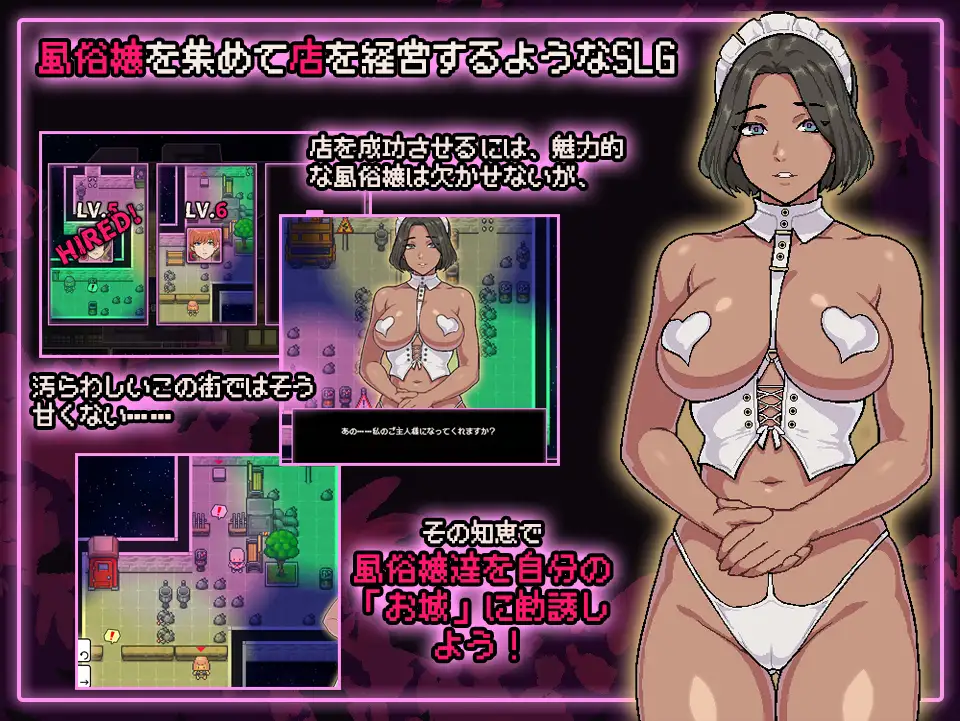 風俗嬢を集めて店を経営するようなSLG
店を成功させるには、魅力的
な風俗嬢は欠かせないが、
LV.5
HIRED!
LV.6
あの……私のご主人様になってくれますか？
汚らわしいこの街ではそう
甘くない……
その知恵で
風俗嬢達を自分の
「お城」に勧誘し
よう！